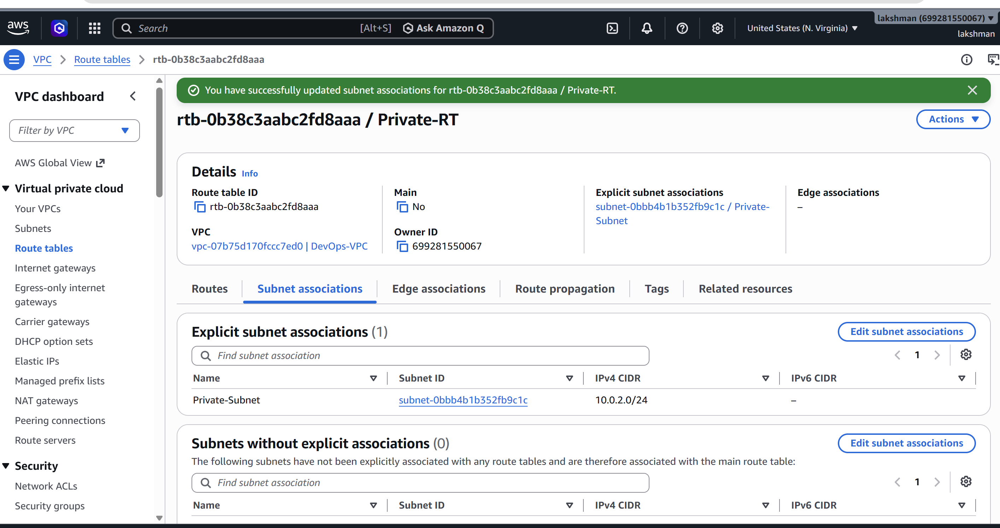 aws
Search [Alt+S] Ask Amazon Q
United States (N. Virginia)
lakshman (699281550067)
lakshman
VPC
Route tables
rtb-0b38c3aabc2fd8aaa
VPC dashboard
Filter by VPC
AWS Global View
Virtual private cloud
Your VPCs
Subnets
Route tables
Internet gateways
Egress-only internet
gateways
Carrier gateways
DHCP option sets
Elastic IPs
Managed prefix lists
NAT gateways
Peering connections
Route servers
Security
Network ACLs
Security groups
You have successfully updated subnet associations for rtb-0b38c3aabc2fd8aaa / Private-RT.
rtb-0b38c3aabc2fd8aaa / Private-RT
Actions
Details Info
Route table ID
rtb-0b38c3aabc2fd8aaa
VPC
vpc-07b75d170fccc7ed0 | DevOps-VPC
Main
No
Owner ID
699281550067
Explicit subnet associations
subnet-0bbb4b1b352fb9c1c / Private-
Subnet
Edge associations
–
Routes
Subnet associations
Edge associations
Route propagation
Tags
Related resources
Explicit subnet associations (1)
Edit subnet associations
Find subnet association
1
Name Subnet ID IPv4 CIDR IPv6 CIDR
Private-Subnet subnet-0bbb4b1b352fb9c1c 10.0.2.0/24 –
Subnets without explicit associations (0)
Edit subnet associations
The following subnets have not been explicitly associated with any route tables and are therefore associated with the main route table:
Find subnet association
1
Name Subnet ID IPv4 CIDR IPv6 CIDR